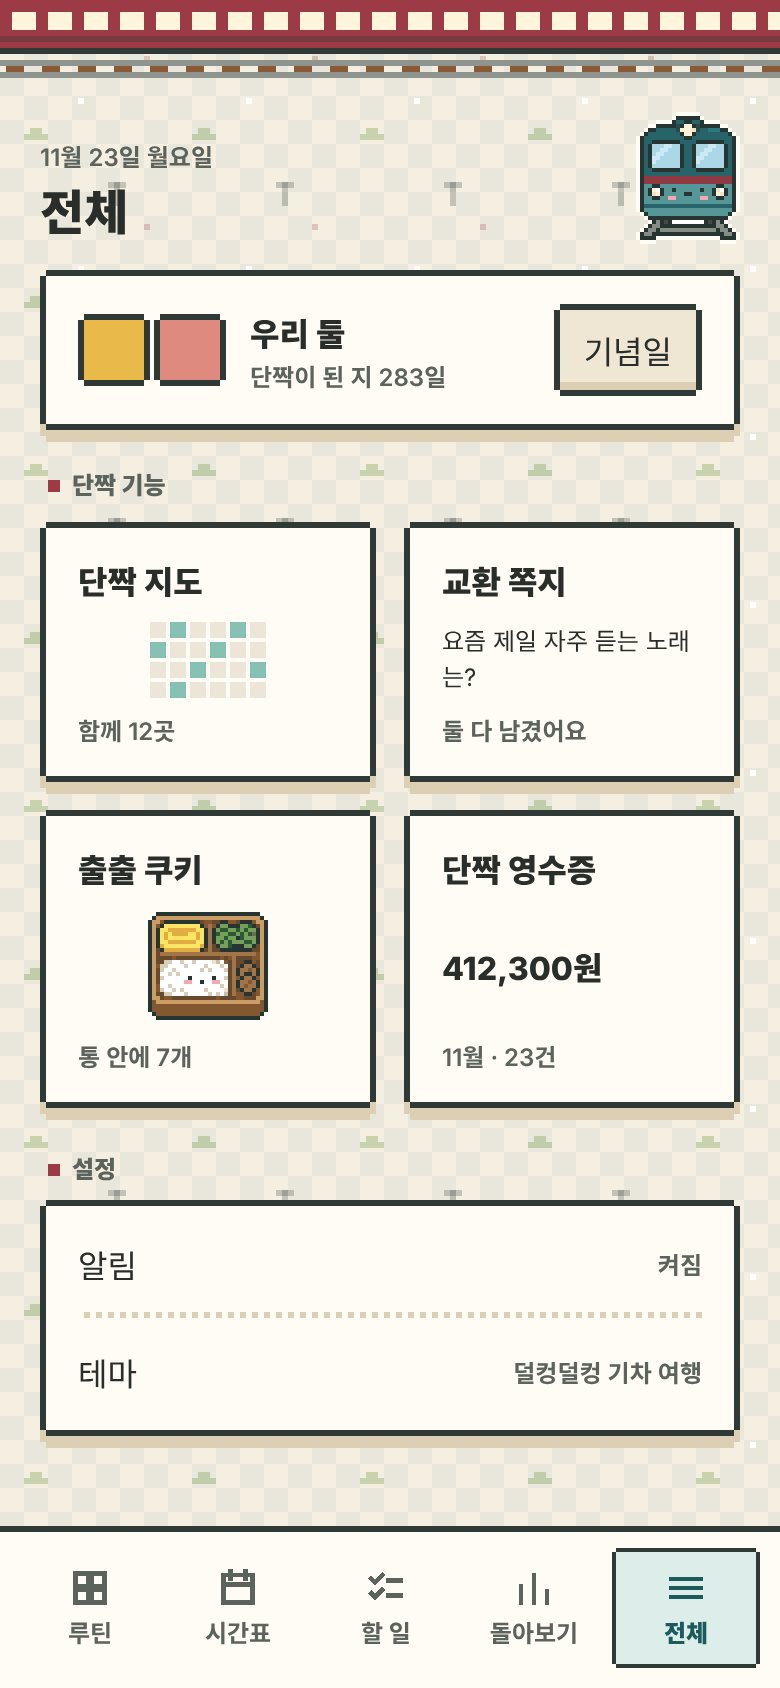 11월 23일 월요일
전체
우리 둘
단짝이 된 지 283일
기념일
단짝 기능
단짝 지도
함께 12곳
교환 쪽지
요즘 제일 자주 듣는 노래
는?
둘 다 남겼어요
출출 쿠키
통 안에 7개
단짝 영수증
412,300원
11월 · 23건
설정
알림
켜짐
테마
덜컹덜컹 기차 여행
루틴
시간표
할 일
돌아보기
전체